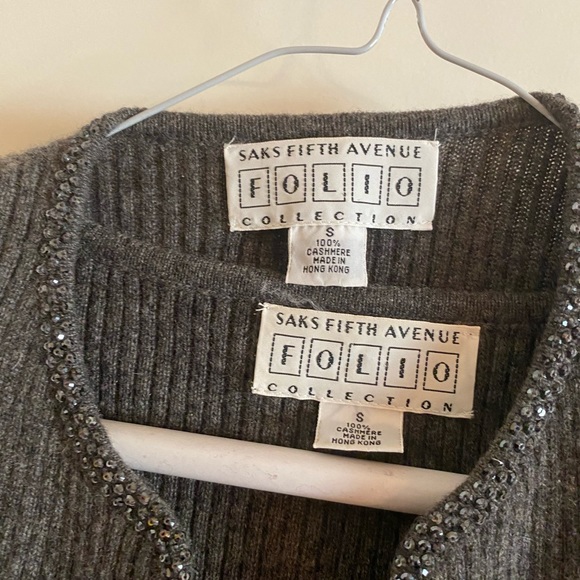 SAKS FIFTH AVENUE
FOLIO
COLLECTION
S
100%
CASHMERE
MADE IN
HONG KONG
SAKS FIFTH AVENUE
FOLIO
COLLECTION
S
100%
CASHMERE
MADE IN
HONG KONG